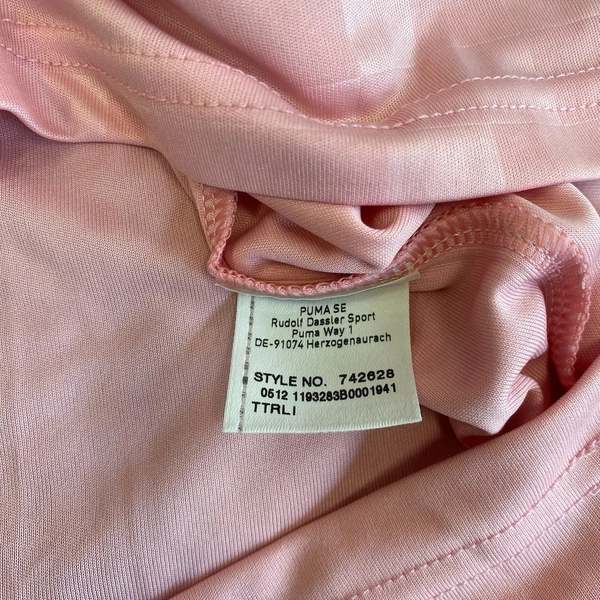 PUMA SE
Rudolf Dassler Sport
Puma Way 1
DE-91074 Herzogenaurach
STYLE NO. 742628
0512 1193283B0001941
TTRLI